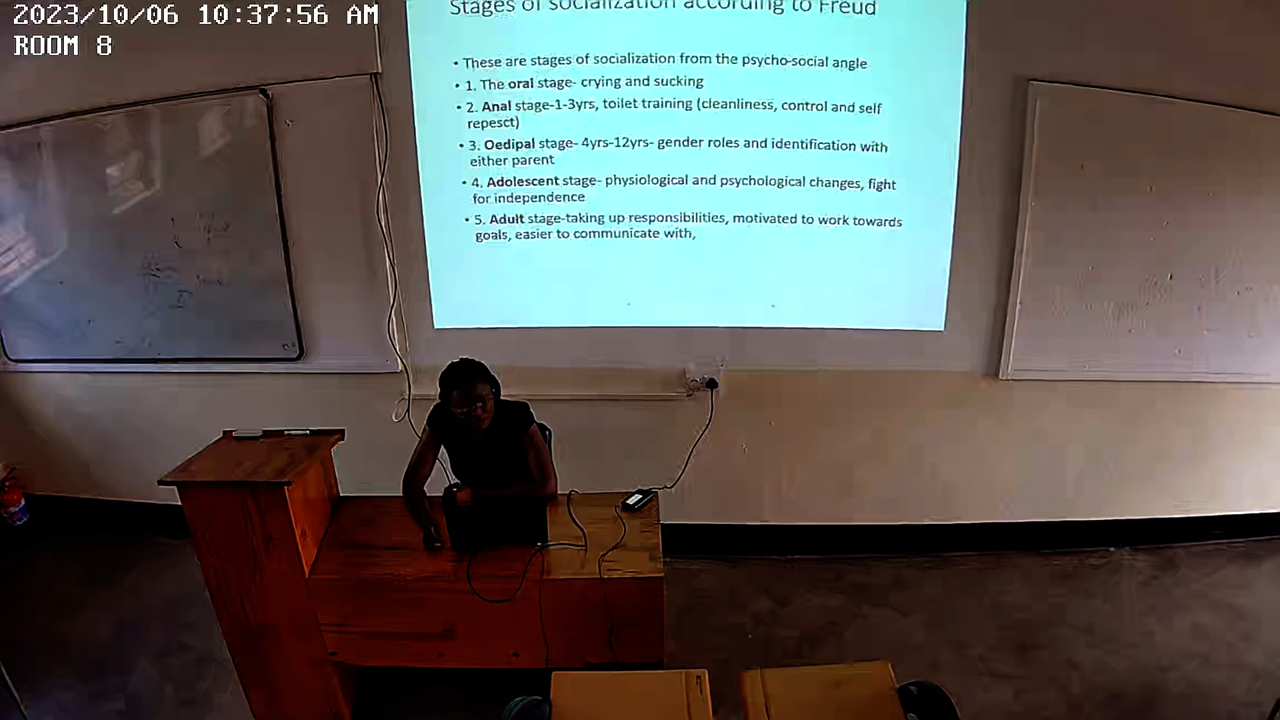 2023/10/06 10:37:56 AM
ROOM 8
Stages of socialization according to Freud
• These are stages of socialization from the psycho-social angle
• 1. The oral stage- crying and sucking
• 2. Anal stage-1-3yrs, toilet training (cleanliness, control and self
repesct)
• 3. Oedipal stage- 4yrs-12yrs- gender roles and identification with
either parent
• 4. Adolescent stage- physiological and psychological changes, fight
for independence
• 5. Adult stage-taking up responsibilities, motivated to work towards
goals, easier to communicate with,